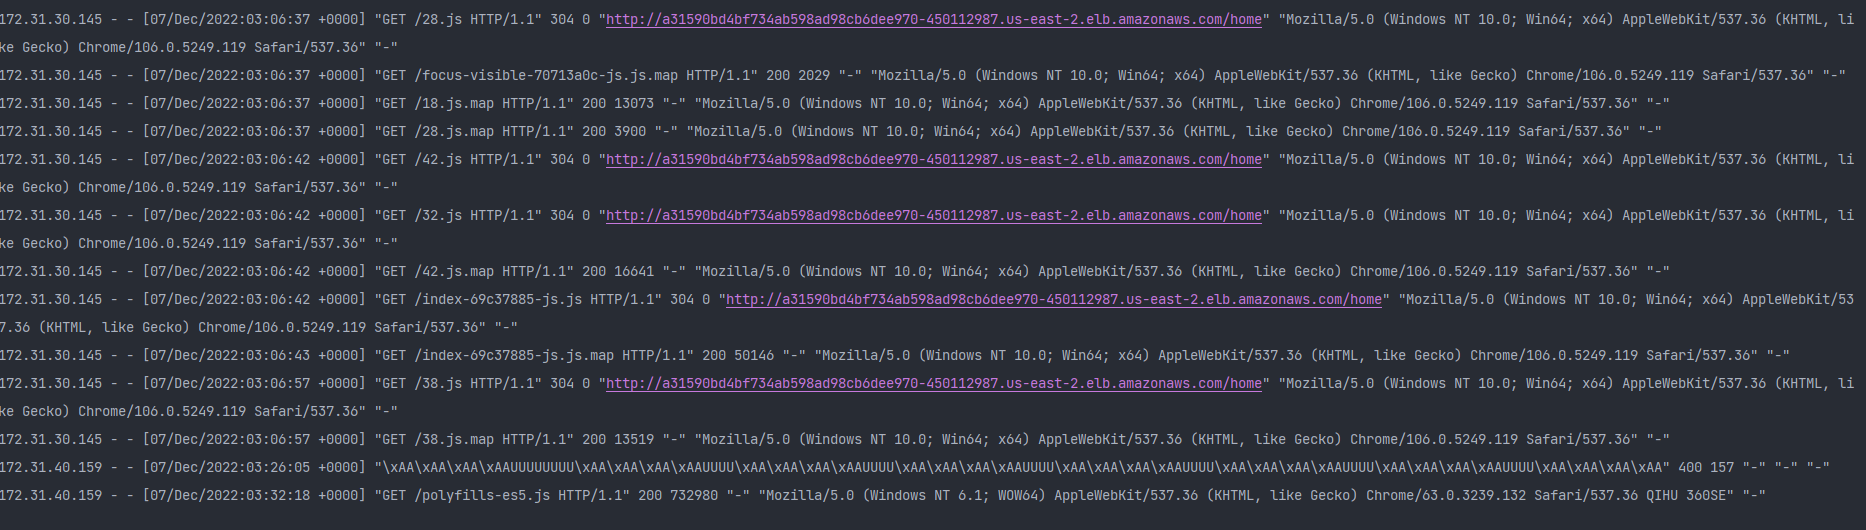 172.31.30.145 - - [07/Dec/2022:03:06:37 +0000] "GET /28.js HTTP/1.1" 304 0 "http://a31590bd4bf734ab598ad98cb6dee970-450112987.us-east-2.elb.amazonaws.com/home" "Mozilla/5.0 (Windows NT 10.0; Win64; x64) AppleWebKit/537.36 (KHTML, li
ke Gecko) Chrome/106.0.5249.119 Safari/537.36" "-"
172.31.30.145 - - [07/Dec/2022:03:06:37 +0000] "GET /focus-visible-70713a0c-js.js.map HTTP/1.1" 200 2029 "-" "Mozilla/5.0 (Windows NT 10.0; Win64; x64) AppleWebKit/537.36 (KHTML, like Gecko) Chrome/106.0.5249.119 Safari/537.36" "-"
172.31.30.145 - - [07/Dec/2022:03:06:37 +0000] "GET /18.js.map HTTP/1.1" 200 13073 "-" "Mozilla/5.0 (Windows NT 10.0; Win64; x64) AppleWebKit/537.36 (KHTML, like Gecko) Chrome/106.0.5249.119 Safari/537.36" "-"
172.31.30.145 - - [07/Dec/2022:03:06:37 +0000] "GET /28.js.map HTTP/1.1" 200 3900 "-" "Mozilla/5.0 (Windows NT 10.0; Win64; x64) AppleWebKit/537.36 (KHTML, like Gecko) Chrome/106.0.5249.119 Safari/537.36" "-"
172.31.30.145 - - [07/Dec/2022:03:06:42 +0000] "GET /42.js HTTP/1.1" 304 0 "http://a31590bd4bf734ab598ad98cb6dee970-450112987.us-east-2.elb.amazonaws.com/home" "Mozilla/5.0 (Windows NT 10.0; Win64; x64) AppleWebKit/537.36 (KHTML, li
ke Gecko) Chrome/106.0.5249.119 Safari/537.36" "-"
172.31.30.145 - - [07/Dec/2022:03:06:42 +0000] "GET /32.js HTTP/1.1" 304 0 "http://a31590bd4bf734ab598ad98cb6dee970-450112987.us-east-2.elb.amazonaws.com/home" "Mozilla/5.0 (Windows NT 10.0; Win64; x64) AppleWebKit/537.36 (KHTML, li
ke Gecko) Chrome/106.0.5249.119 Safari/537.36" "-"
172.31.30.145 - - [07/Dec/2022:03:06:42 +0000] "GET /42.js.map HTTP/1.1" 200 16641 "-" "Mozilla/5.0 (Windows NT 10.0; Win64; x64) AppleWebKit/537.36 (KHTML, like Gecko) Chrome/106.0.5249.119 Safari/537.36" "-"
172.31.30.145 - - [07/Dec/2022:03:06:42 +0000] "GET /index-69c37885-js.js HTTP/1.1" 304 0 "http://a31590bd4bf734ab598ad98cb6dee970-450112987.us-east-2.elb.amazonaws.com/home" "Mozilla/5.0 (Windows NT 10.0; Win64; x64) AppleWebKit/53
7.36 (KHTML, like Gecko) Chrome/106.0.5249.119 Safari/537.36" "-"
172.31.30.145 - - [07/Dec/2022:03:06:43 +0000] "GET /index-69c37885-js.js.map HTTP/1.1" 200 50146 "-" "Mozilla/5.0 (Windows NT 10.0; Win64; x64) AppleWebKit/537.36 (KHTML, like Gecko) Chrome/106.0.5249.119 Safari/537.36" "-"
172.31.30.145 - - [07/Dec/2022:03:06:57 +0000] "GET /38.js HTTP/1.1" 304 0 "http://a31590bd4bf734ab598ad98cb6dee970-450112987.us-east-2.elb.amazonaws.com/home" "Mozilla/5.0 (Windows NT 10.0; Win64; x64) AppleWebKit/537.36 (KHTML, li
ke Gecko) Chrome/106.0.5249.119 Safari/537.36" "-"
172.31.30.145 - - [07/Dec/2022:03:06:57 +0000] "GET /38.js.map HTTP/1.1" 200 13519 "-" "Mozilla/5.0 (Windows NT 10.0; Win64; x64) AppleWebKit/537.36 (KHTML, like Gecko) Chrome/106.0.5249.119 Safari/537.36" "-"
172.31.40.159 - - [07/Dec/2022:03:26:05 +0000] "\xAA\xAA\xAA\xAAUUUUUUUU\xAA\xAA\xAA\xAAUUUU\xAA\xAA\xAA\xAAUUUU\xAA\xAA\xAA\xAAUUUU\xAA\xAA\xAA\xAAUUUU\xAA\xAA\xAA\xAAUUUU\xAA\xAA\xAA\xAAUUUU\xAA\xAA\xAA\xAA" 400 157 "-" "-" "-"
172.31.40.159 - - [07/Dec/2022:03:32:18 +0000] "GET /polyfills-es5.js HTTP/1.1" 200 732980 "-" "Mozilla/5.0 (Windows NT 6.1; WOW64) AppleWebKit/537.36 (KHTML, like Gecko) Chrome/63.0.3239.132 Safari/537.36 QIHU 360SE" "-"